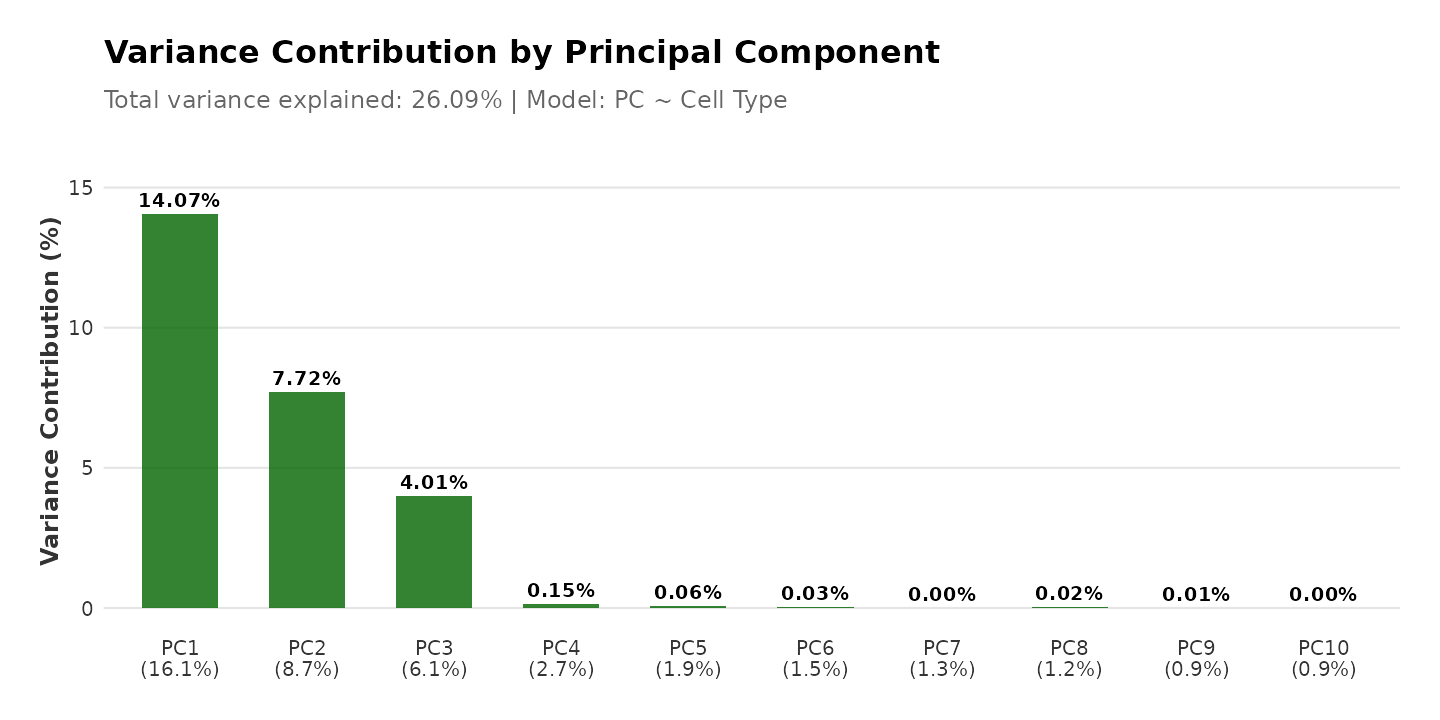 Variance Contribution by Principal Component
Total variance explained: 26.09% | Model: PC ~ Cell Type
Variance Contribution (%)
15
10
5
0
14.07%
7.72%
4.01%
0.15%
0.06%
0.03%
0.00%
0.02%
0.01%
0.00%
PC1
(16.1%)
PC2
(8.7%)
PC3
(6.1%)
PC4
(2.7%)
PC5
(1.9%)
PC6
(1.5%)
PC7
(1.3%)
PC8
(1.2%)
PC9
(0.9%)
PC10
(0.9%)